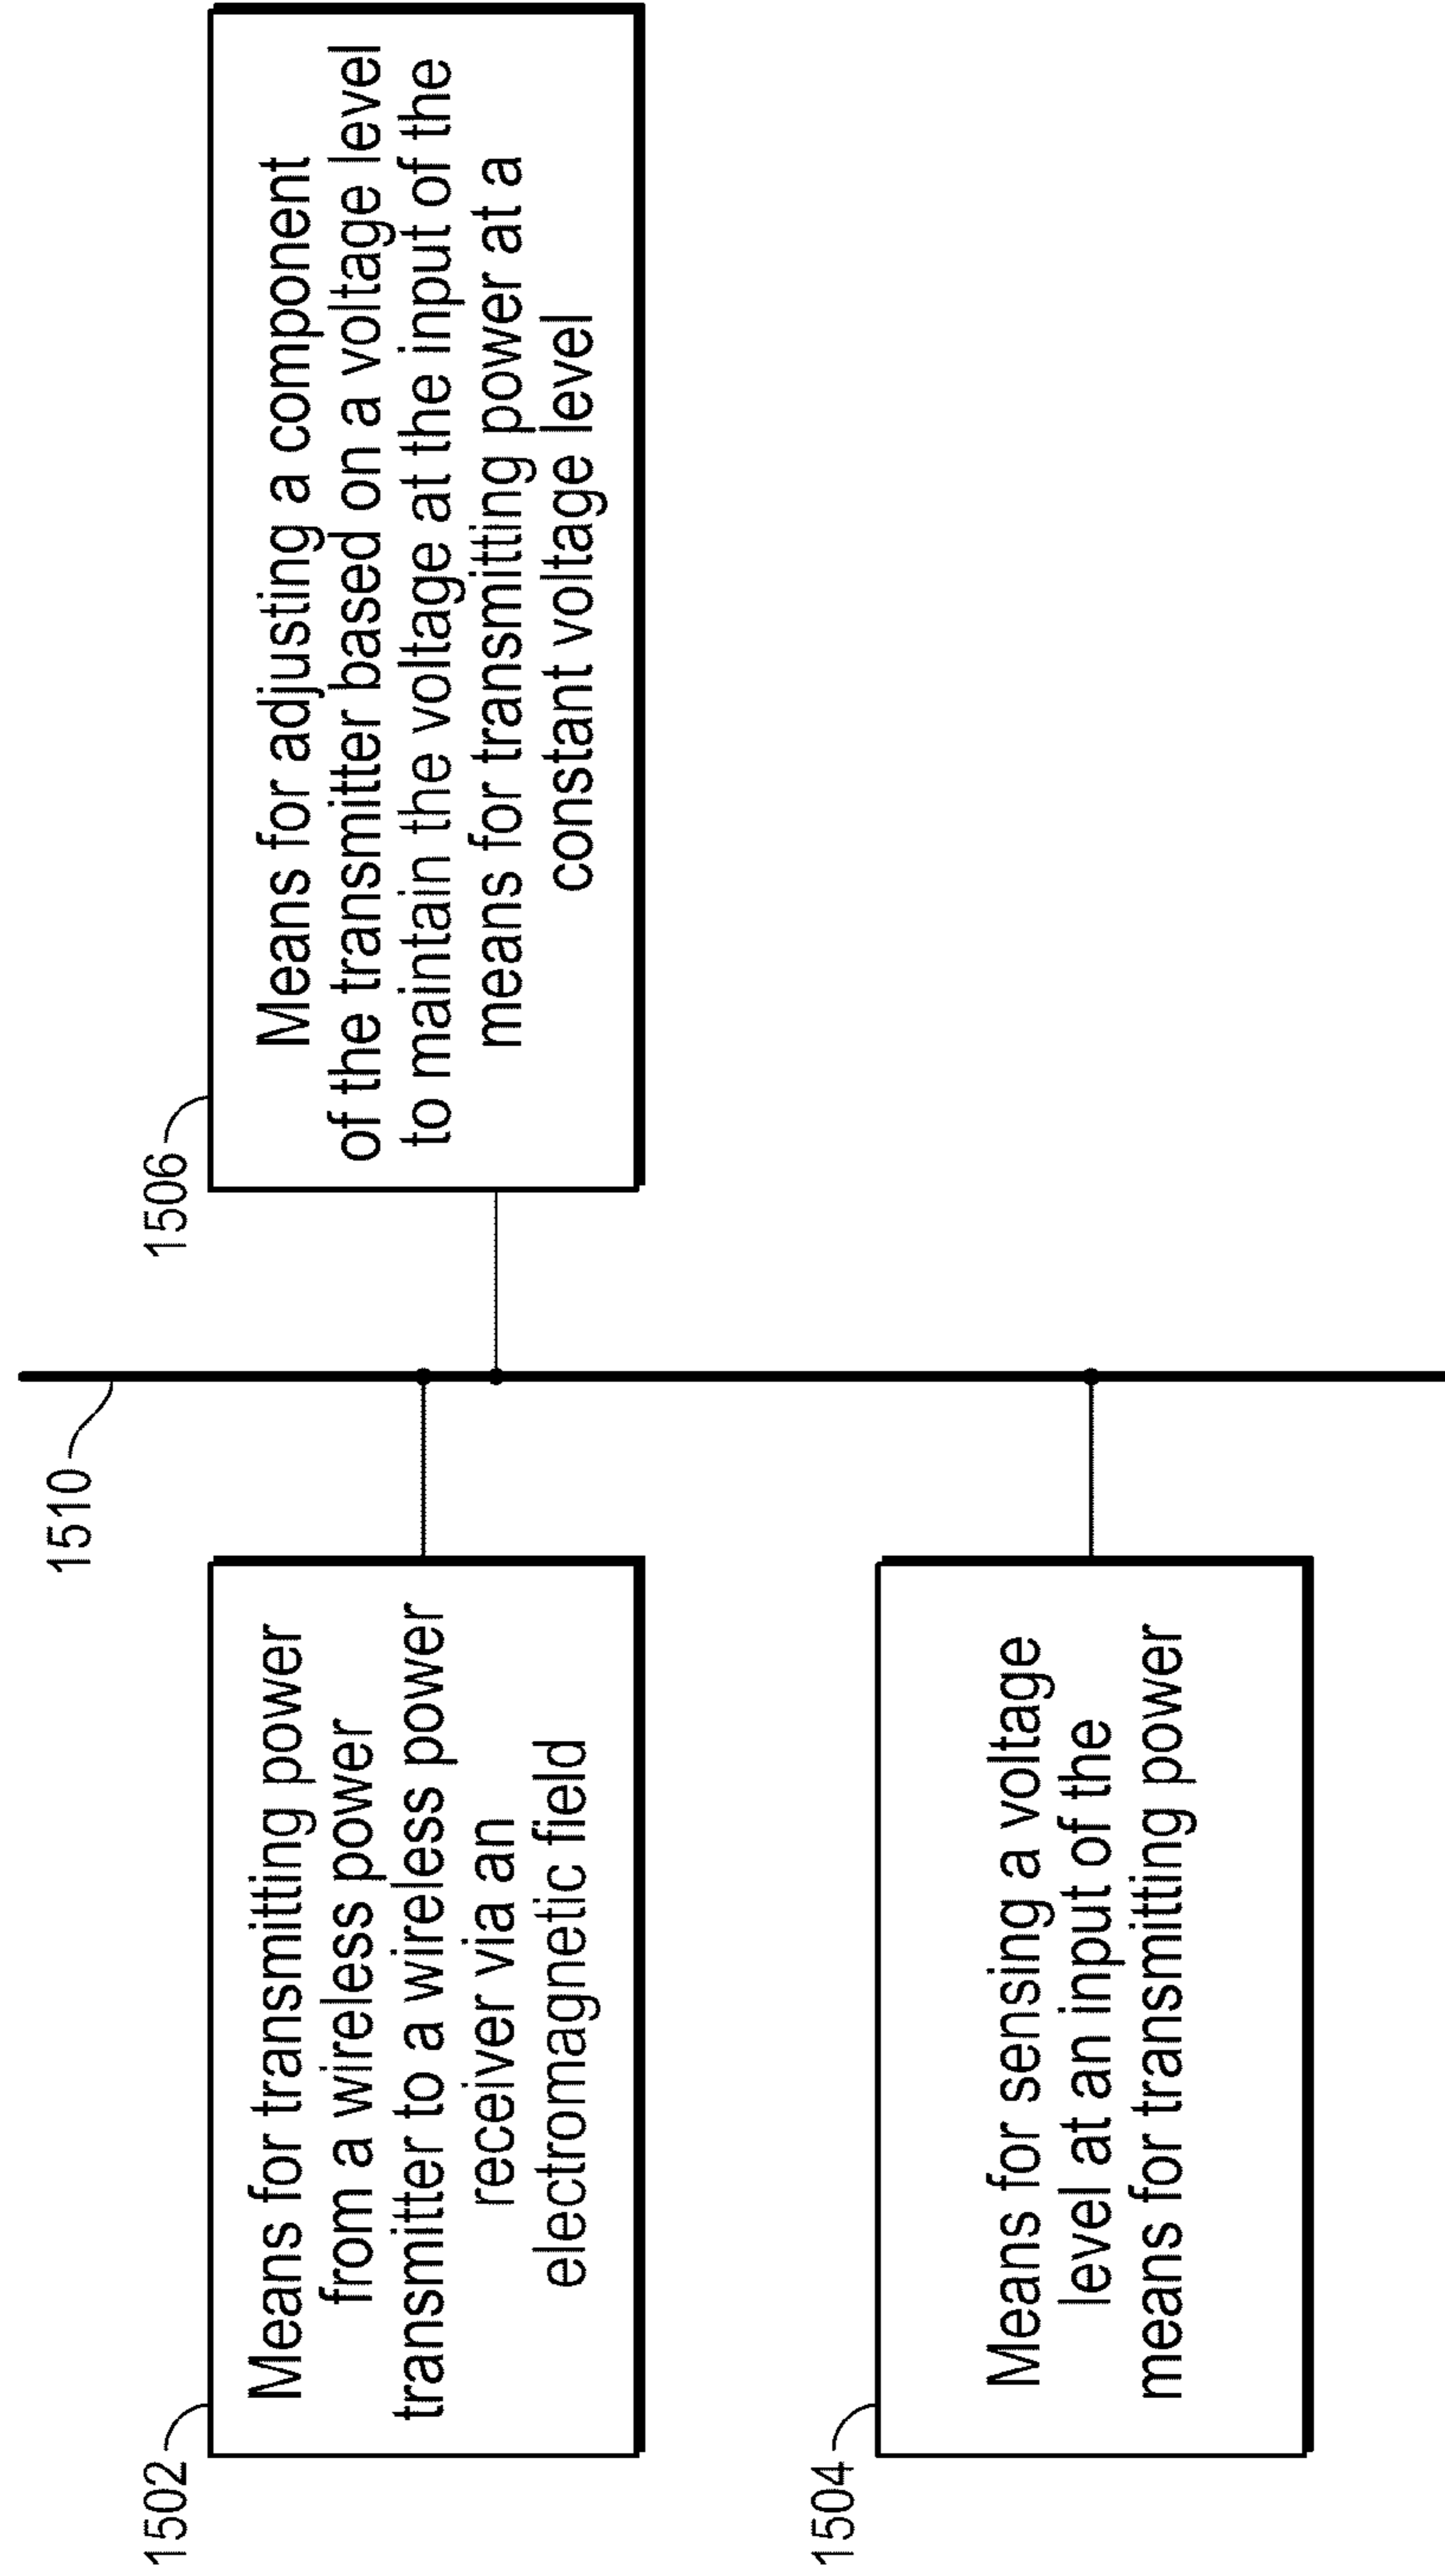 1510
1502
Means for transmitting power
from a wireless power
transmitter to a wireless power
receiver via an
electromagnetic field
1506
Means for adjusting a component
of the transmitter based on a voltage level
to maintain the voltage at the input of the
means for transmitting power at a
constant voltage level
1504
Means for sensing a voltage
level at an input of the
means for transmitting power